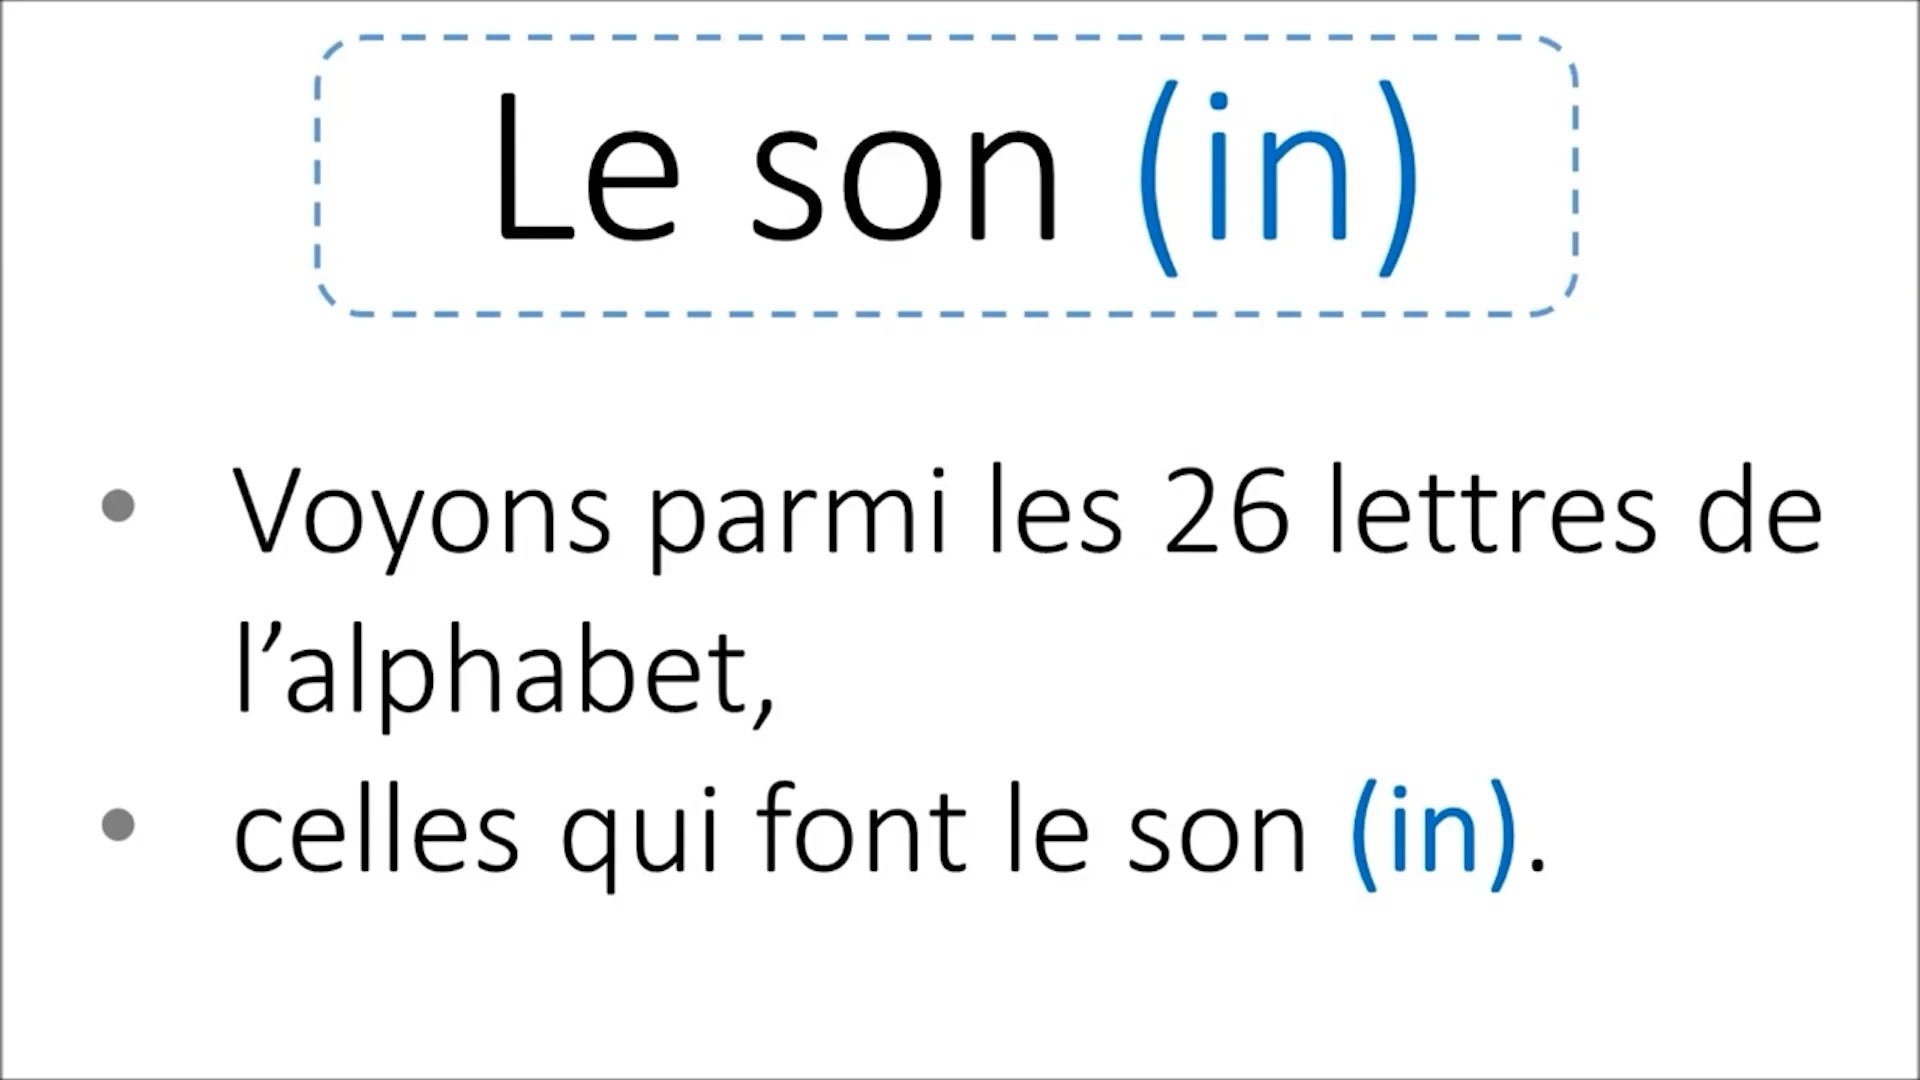 Le son (in)
• Voyons parmi les 26 lettres de
l’alphabet,
• celles qui font le son (in).